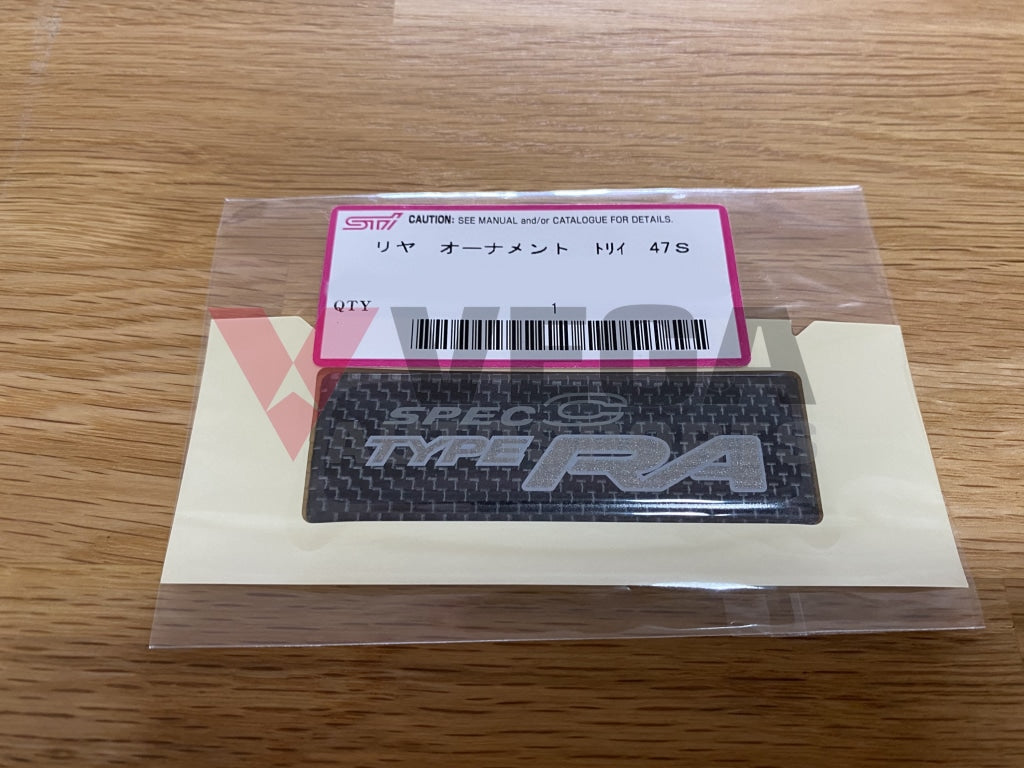 STi CAUTION: SEE MANUAL and/or CATALOGUE FOR DETAILS.
リヤ オーナメント トリイ 47S
QTY 1
VEGA
SPEC C
TYPE RA